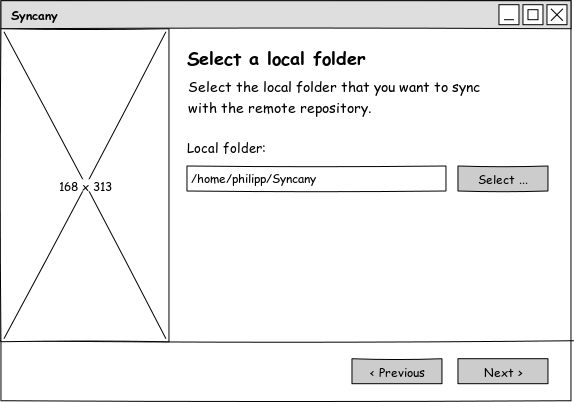 Syncany
Select a local folder
Select the local folder that you want to sync
with the remote repository.
Local folder:
168 x 313
/home/philipp/Syncany
Select ...
< Previous
Next >